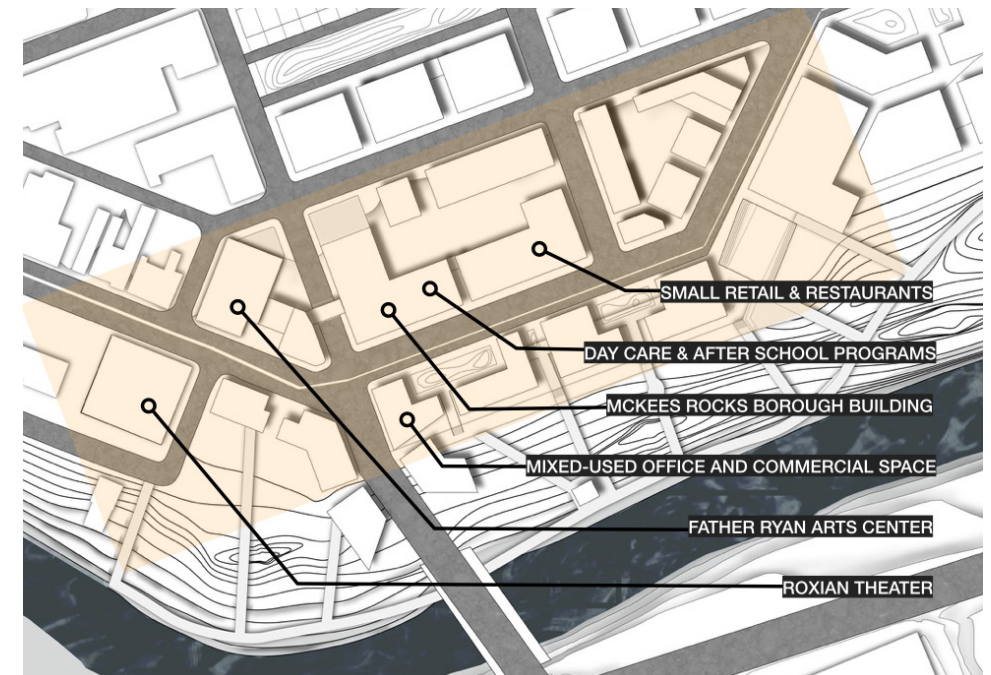 SMALL RETAIL & RESTAURANTS
DAY CARE & AFTER SCHOOL PROGRAMS
MCKEES ROCKS BOROUGH BUILDING
MIXED-USED OFFICE AND COMMERCIAL SPACE
FATHER RYAN ARTS CENTER
ROXIAN THEATER